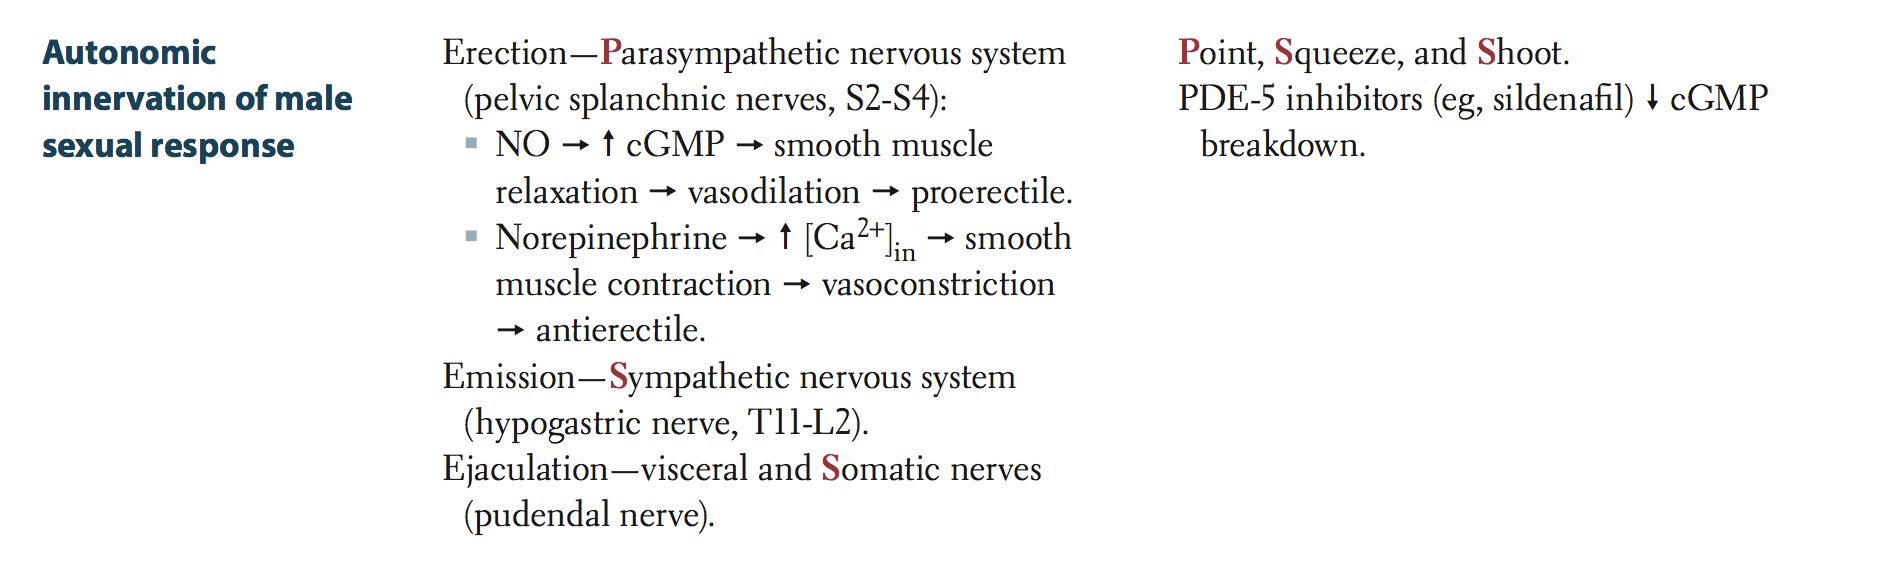 Autonomic
innervation of male
sexual response
Erection—Parasympathetic nervous system
(pelvic splanchnic nerves, S2-S4):
▪ NO → ↑ cGMP → smooth muscle
relaxation → vasodilation → proerectile.
▪ Norepinephrine → ↑ [Ca²⁺]in → smooth
muscle contraction → vasoconstriction
→ antierectile.
Emission—Sympathetic nervous system
(hypogastric nerve, T11-L2).
Ejaculation—visceral and Somatic nerves
(pudendal nerve).
Point, Squeeze, and Shoot.
PDE-5 inhibitors (eg, sildenafil) ↓ cGMP
breakdown.